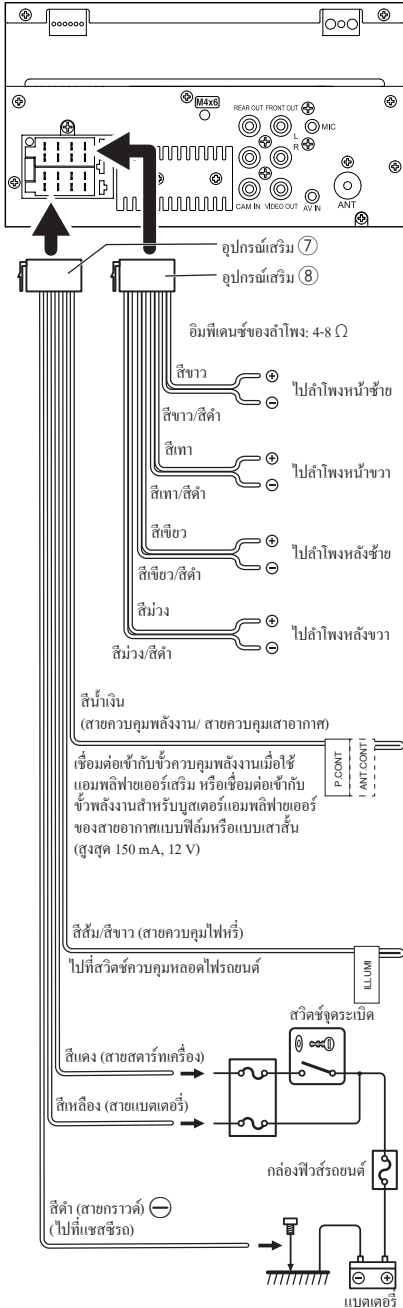 M4x6
REAR OUT FRONT OUT
L
R
MIC
CAM IN VIDEO OUT AV IN ANT
อุปกรณ์เสริม ⑦
อุปกรณ์เสริม ⑧
อิมพีแดนซ์ของลำโพง: 4-8 Ω
สีขาว
⊕
ไปลำโพงหน้าซ้าย
⊖
สีขาว/สีดำ
สีเทา
⊕
ไปลำโพงหน้าขวา
⊖
สีเทา/สีดำ
สีเขียว
⊕
ไปลำโพงหลังซ้าย
⊖
สีเขียว/สีดำ
สีม่วง
⊕
ไปลำโพงหลังขวา
⊖
สีม่วง/สีดำ
สีน้ำเงิน
(สายควบคุมพลังงาน/ สายควบคุมเสาอากาศ)
P.CONT
ANT.CONT
เชื่อมต่อเข้ากับขั้วควบคุมพลังงานเมื่อใช้
แอมพลิฟายเออร์เสริม หรือเชื่อมต่อเข้ากับ
ขั้วพลังงานสำหรับบูสเตอร์แอมพลิฟายเออร์
ของสายอากาศแบบฟิล์มหรือแบบเสาสั้น
(สูงสุด 150 mA, 12 V)
สีส้ม/สีขาว (สายควบคุมไฟหรี่)
ไปที่สวิตช์ควบคุมหลอดไฟรถยนต์
ILLUMI
สวิตช์จุดระเบิด
สีแดง (สายสตาร์ทเครื่อง)
สีเหลือง (สายแบตเตอรี่)
กล่องฟิวส์รถยนต์
สีดำ (สายกราวด์) ⊖
(ไปที่แชสซีรถ)
⊖ ⊕
แบตเตอรี่